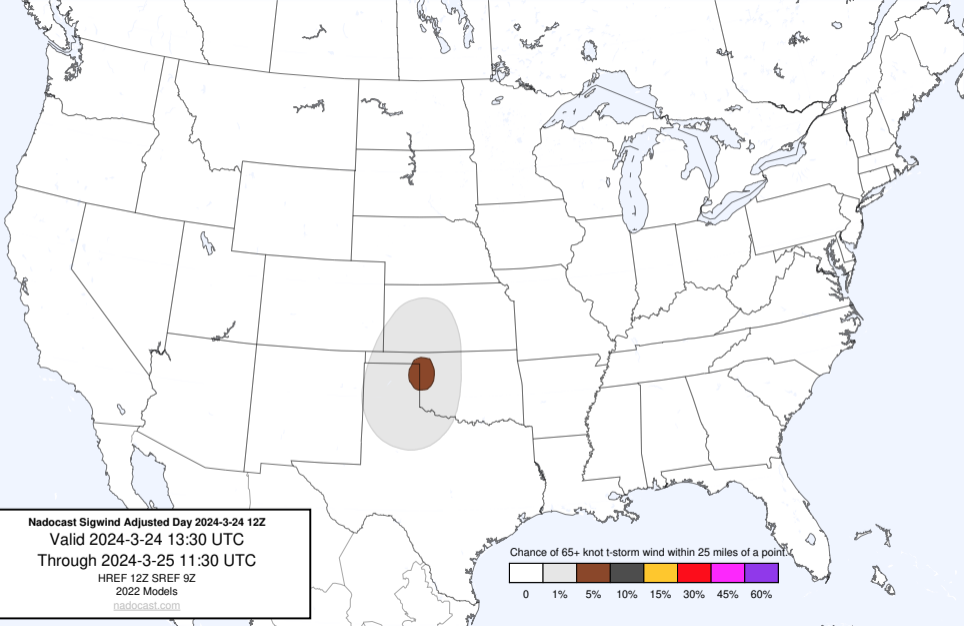 Nadocast Sigwind Adjusted Day 2024-3-24 12Z
Valid 2024-3-24 13:30 UTC
Through 2024-3-25 11:30 UTC
HREF 12Z SREF 9Z
2022 Models
nadocast.com
Chance of 65+ knot t-storm wind within 25 miles of a point.
0 1% 5% 10% 15% 30% 45% 60%